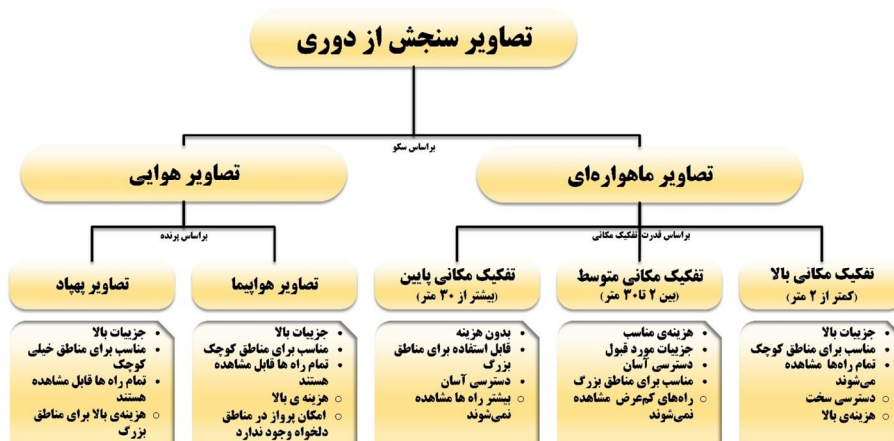 تصاویر سنجش از دوری
براساس سکو
تصاویر ماهواره‌ای
تصاویر هوایی
براساس قدرت تفکیک مکانی
براساس پرنده
تفکیک مکانی بالا
(کمتر از ۲ متر)
تفکیک مکانی متوسط
(بین ۲ تا ۳۰ متر)
تفکیک مکانی پایین
(بیشتر از ۳۰ متر)
تصاویر هواپیما
تصاویر پهپاد
• جزییات بالا
• مناسب برای مناطق کوچک
• تمام راه‌ها مشاهده
می‌شوند
○ دسترسی سخت
○ هزینه‌ی بالا
• هزینه‌ی مناسب
• جزییات مورد قبول
• دسترسی آسان
• مناسب برای مناطق بزرگ
○ راه‌های کم‌عرض مشاهده
نمی‌شوند
• بدون هزینه
• قابل استفاده برای مناطق
بزرگ
• دسترسی آسان
○ بیشتر راه ها مشاهده
نمی‌شوند
• جزییات بالا
• مناسب برای مناطق کوچک
• تمام راه ها قابل مشاهده
هستند
○ هزینه ی بالا
○ امکان پرواز در مناطق
دلخواه وجود ندارد
• جزییات بالا
• مناسب برای مناطق خیلی
کوچک
• تمام راه ها قابل مشاهده
هستند
○ هزینه‌ی بالا برای مناطق
بزرگ